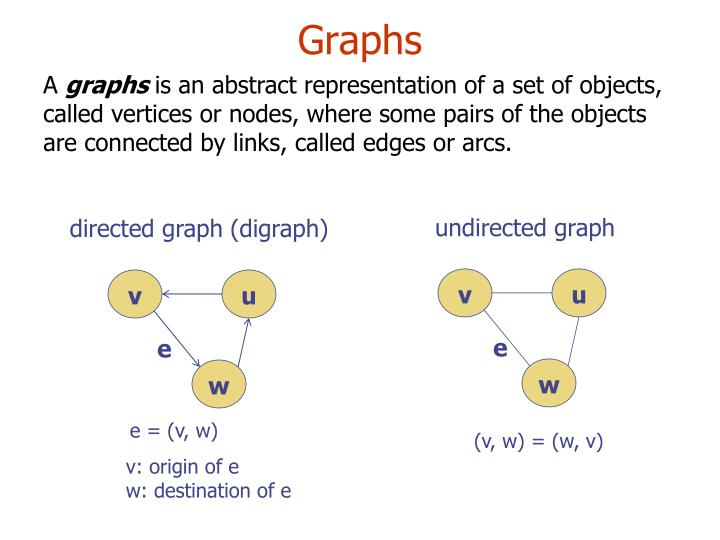 Graphs
A graphs is an abstract representation of a set of objects,
called vertices or nodes, where some pairs of the objects
are connected by links, called edges or arcs.
directed graph (digraph)
v
u
e
w
e = (v, w)
v: origin of e
w: destination of e
undirected graph
v
u
e
w
(v, w) = (w, v)